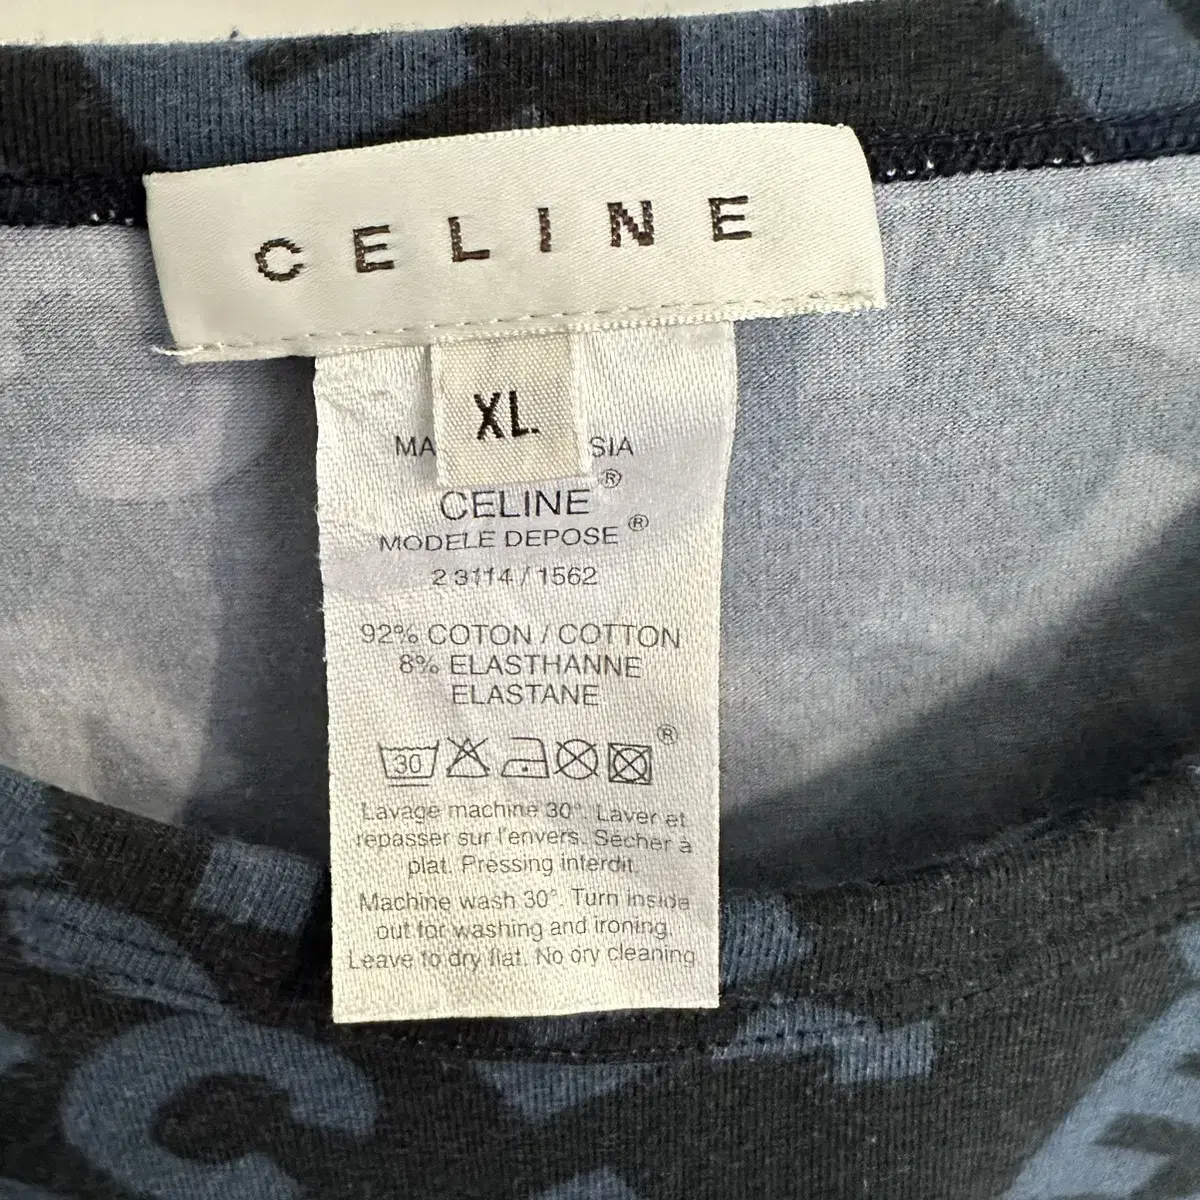 CELINE
XL.
MA SIA
CELINE®
MODELE DEPOSE®
2 3114 / 1562
92% COTON / COTTON
8% ELASTHANNE
ELASTANE
30 ®
Lavage machine 30°. Laver et
repasser sur l'envers. Sécher à
plat. Pressing interdit.
Machine wash 30°. Turn inside
out for washing and ironing.
Leave to dry flat. No dry cleaning